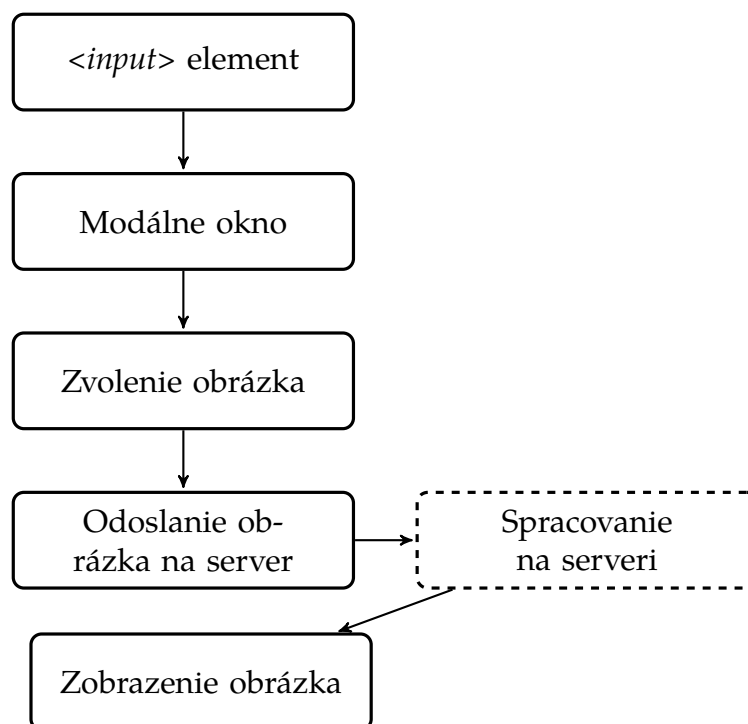 <input> element
Modálne okno
Zvolenie obrázka
Odoslanie ob-
rázka na server
Spracovanie
na serveri
Zobrazenie obrázka